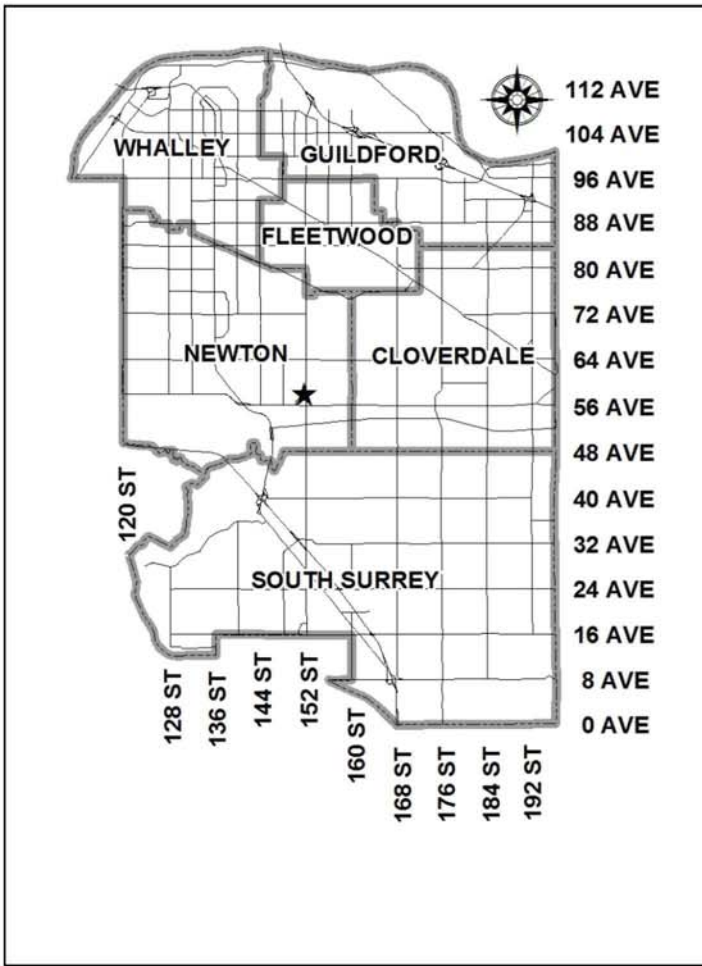 112 AVE
104 AVE
WHALLEY
GUILDFORD
96 AVE
88 AVE
FLEETWOOD
80 AVE
72 AVE
NEWTON
CLOVERDALE
64 AVE
56 AVE
48 AVE
120 ST
40 AVE
32 AVE
SOUTH SURREY
24 AVE
16 AVE
8 AVE
0 AVE
128 ST
136 ST
144 ST
152 ST
160 ST
168 ST
176 ST
184 ST
192 ST